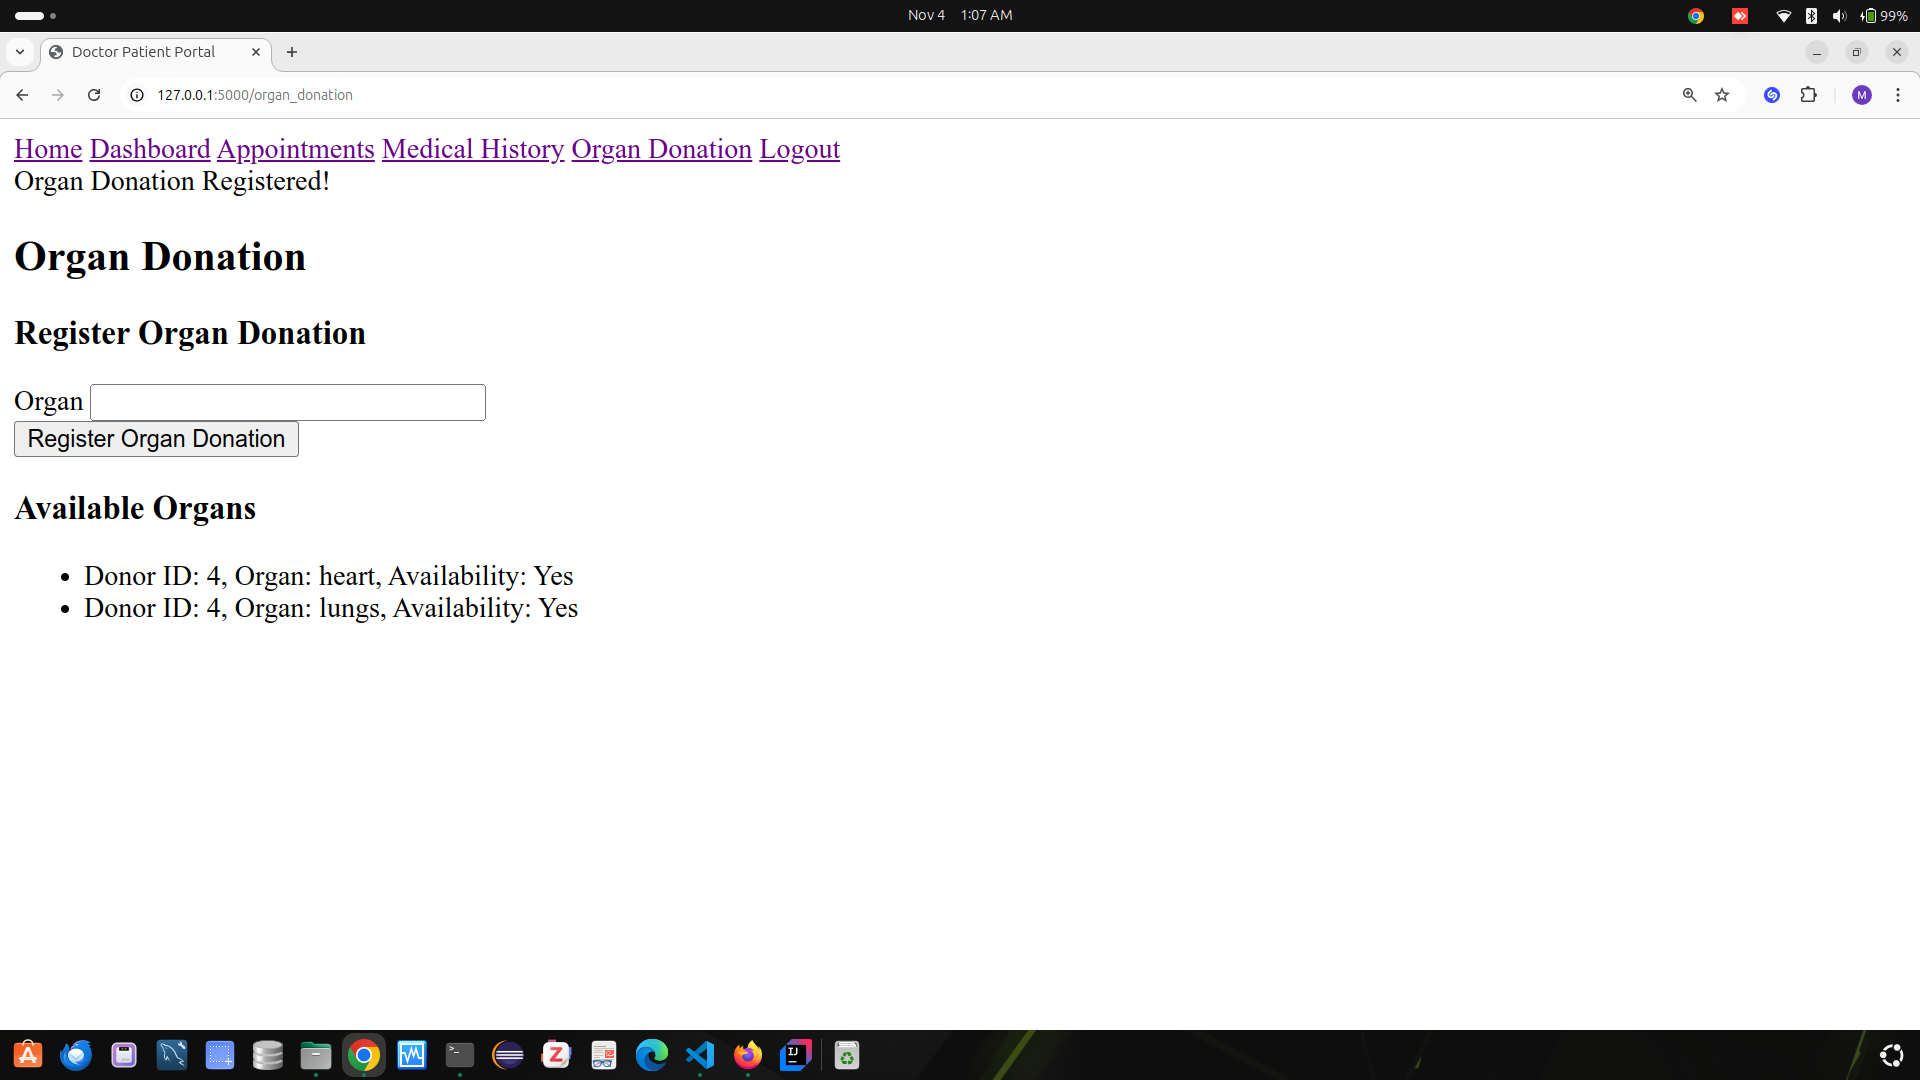 Nov 4 1:07 AM
99%
Doctor Patient Portal
127.0.0.1:5000/organ_donation
M
Home Dashboard Appointments Medical History Organ Donation Logout
Organ Donation Registered!
Organ Donation
Register Organ Donation
Organ
Register Organ Donation
Available Organs
• Donor ID: 4, Organ: heart, Availability: Yes
• Donor ID: 4, Organ: lungs, Availability: Yes